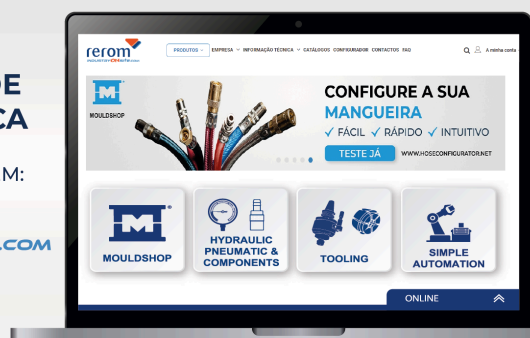 DE
CA
EM:
.COM
rerom
PRODUTOS EMPRESA INFORMAÇÃO TÉCNICA CATÁLOGOS CONFIGURADOR CONTACTOS FAQ
A minha conta
M
MOULDSHOP
CONFIGURE A SUA
MANGUEIRA
✓ FÁCIL ✓ RÁPIDO ✓ INTUITIVO
TESTE JÁ WWW.HOSECONFIGURATOR.NET
M
MOULDSHOP
HYDRAULIC
PNEUMATIC &
COMPONENTS
TOOLING
SIMPLE
AUTOMATION
ONLINE